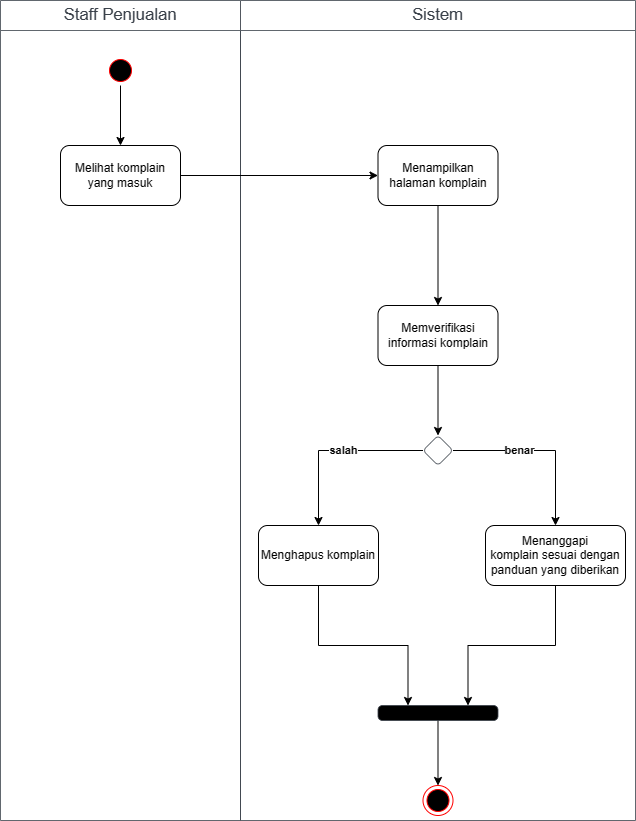 Staff Penjualan
Sistem
Melihat komplain
yang masuk
Menampilkan
halaman komplain
Memverifikasi
informasi komplain
salah
benar
Menghapus komplain
Menanggapi
komplain sesuai dengan
panduan yang diberikan